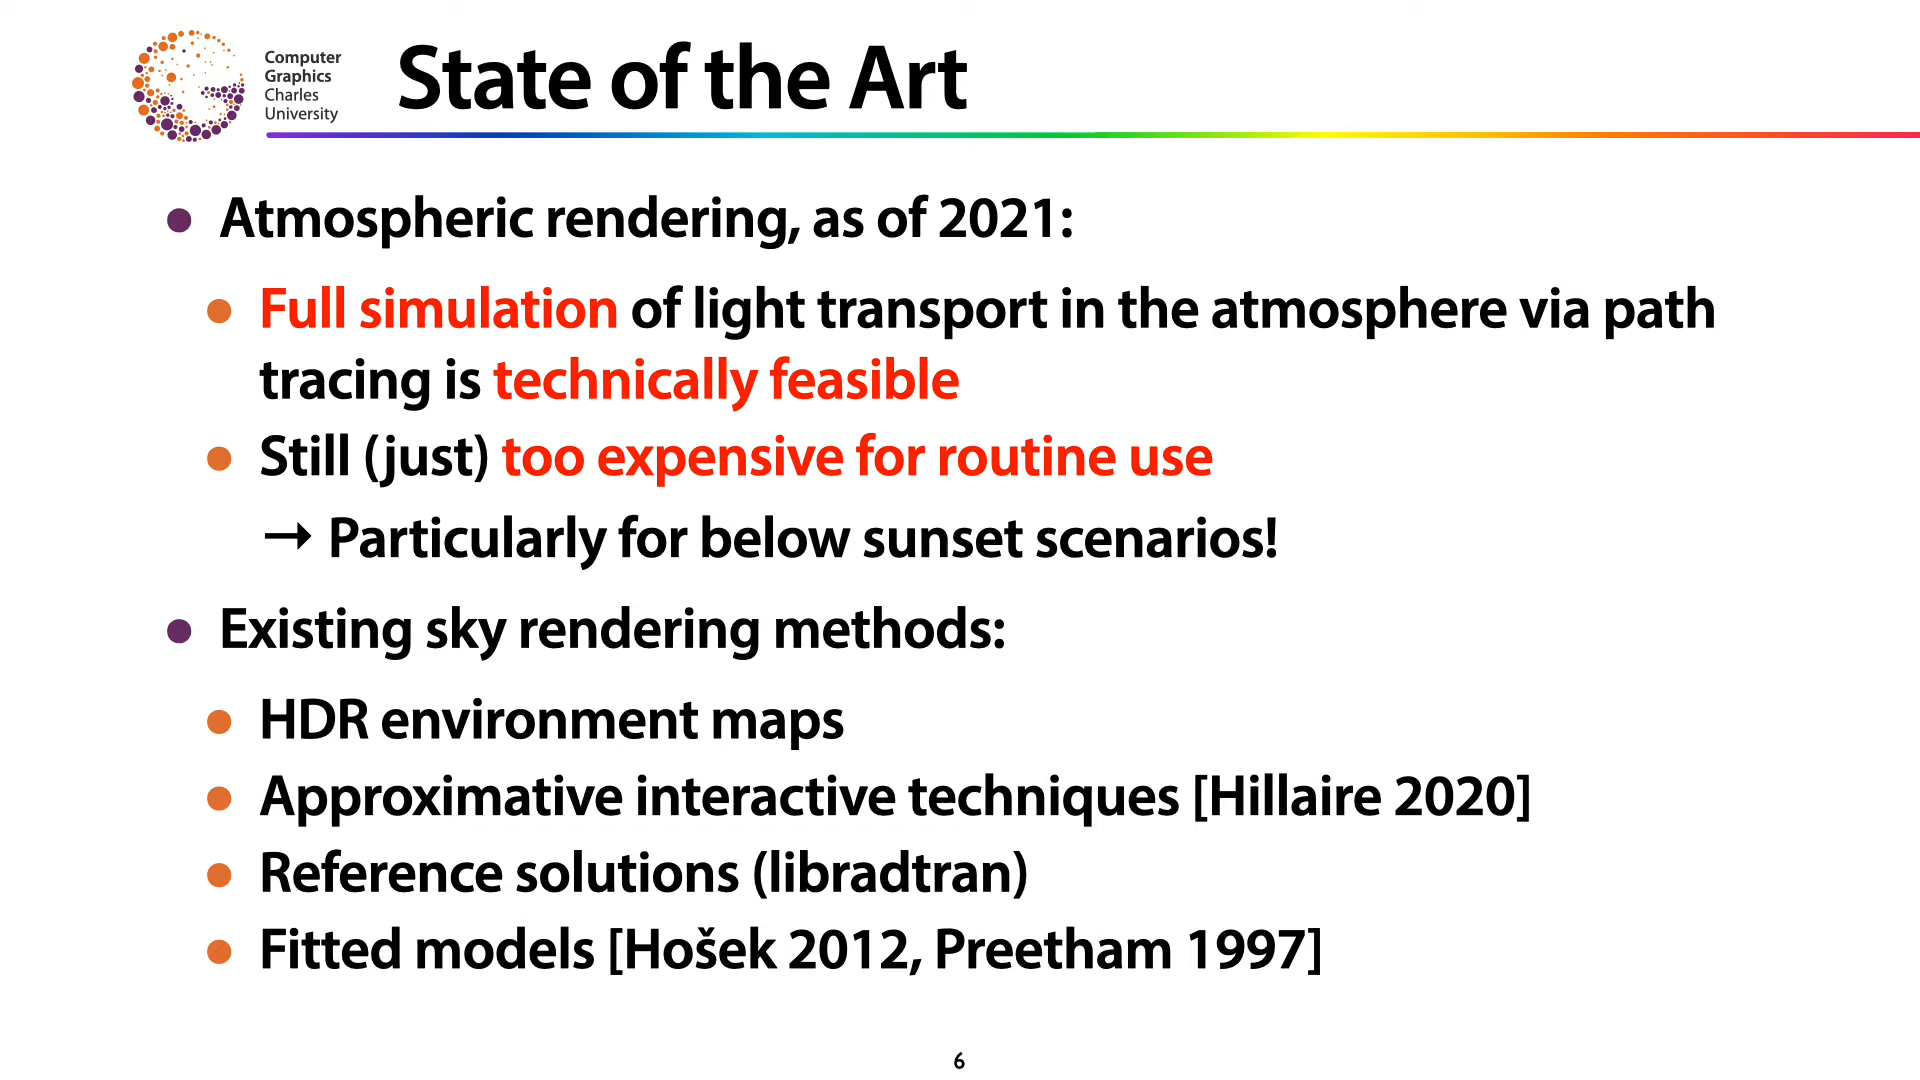 Computer
Graphics
Charles
University
State of the Art
Atmospheric rendering, as of 2021:
Full simulation of light transport in the atmosphere via path
tracing is technically feasible
Still (just) too expensive for routine use
→ Particularly for below sunset scenarios!
Existing sky rendering methods:
HDR environment maps
Approximative interactive techniques [Hillaire 2020]
Reference solutions (libradtran)
Fitted models [Hošek 2012, Preetham 1997]
6